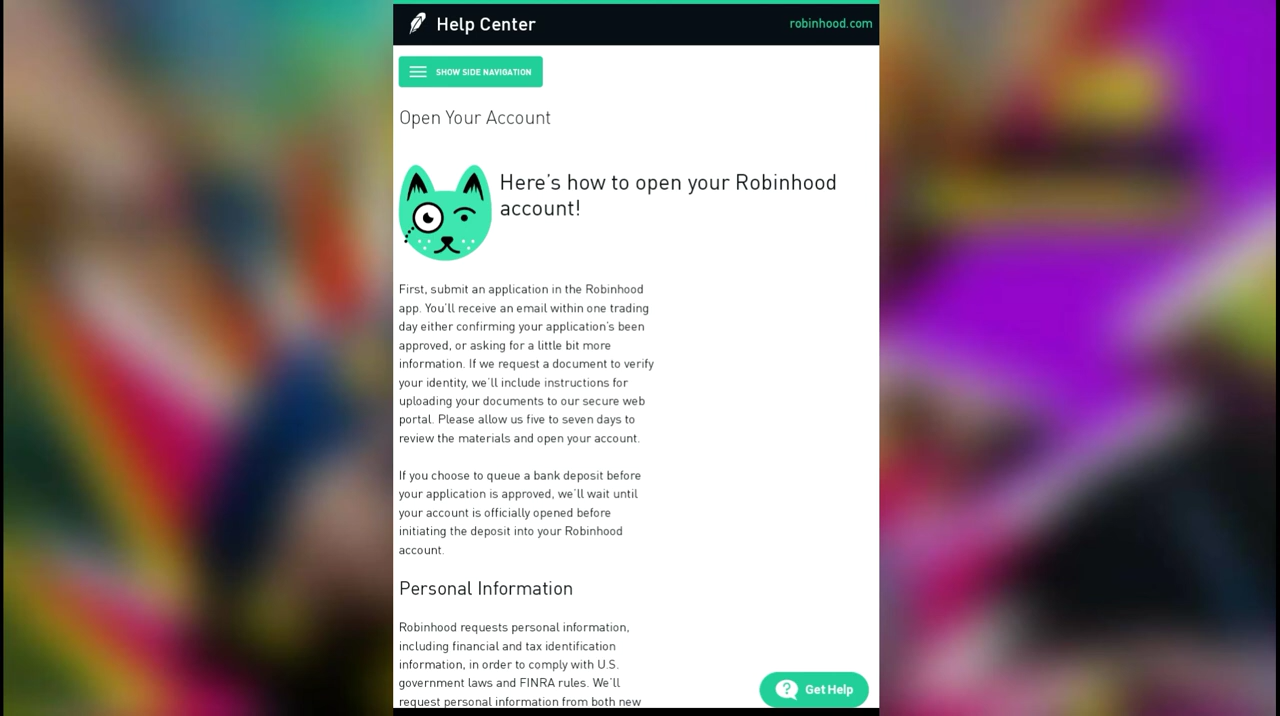 Help Center
robinhood.com
SHOW SIDE NAVIGATION
Open Your Account
Here's how to open your Robinhood
account!
First, submit an application in the Robinhood
app. You'll receive an email within one trading
day either confirming your application's been
approved, or asking for a little bit more
information. If we request a document to verify
your identity, we'll include instructions for
uploading your documents to our secure web
portal. Please allow us five to seven days to
review the materials and open your account.
If you choose to queue a bank deposit before
your application is approved, we'll wait until
your account is officially opened before
initiating the deposit into your Robinhood
account.
Personal Information
Robinhood requests personal information,
including financial and tax identification
information, in order to comply with U.S.
government laws and FINRA rules. We'll
request personal information from both new
Get Help